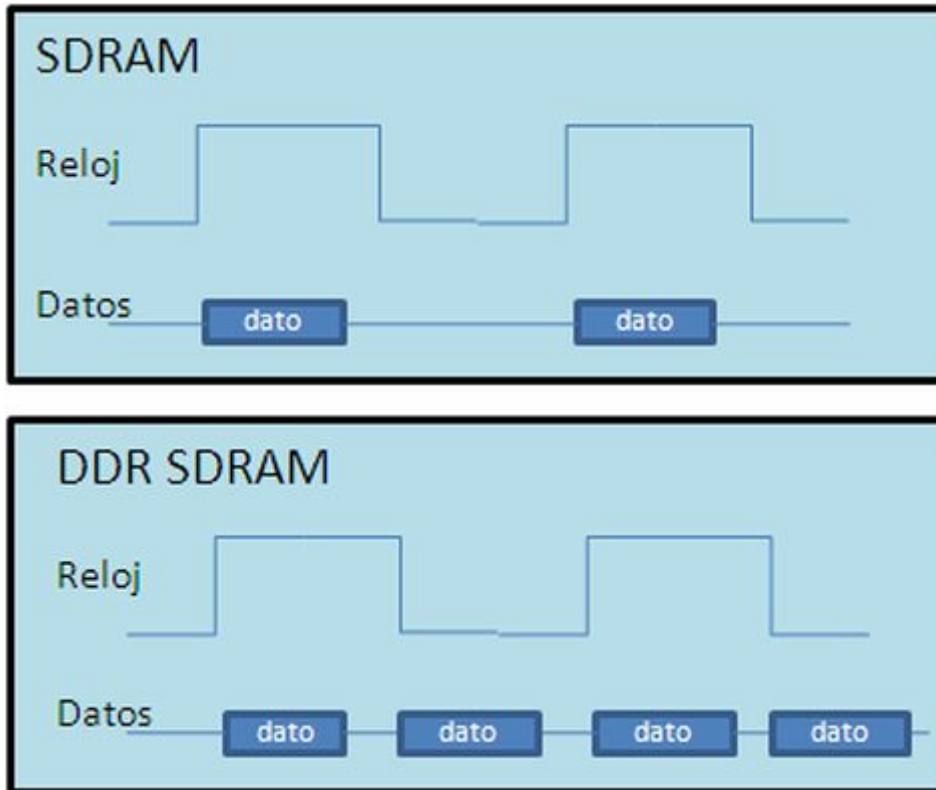 SDRAM
Reloj
Datos
dato dato
DDR SDRAM
Reloj
Datos
dato dato dato dato